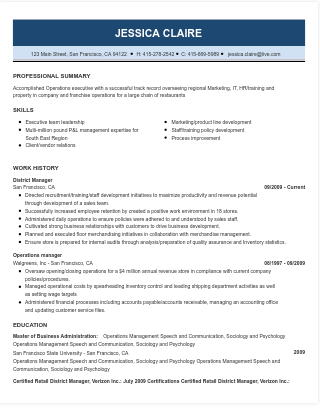 JESSICA CLAIRE
123 Main Street, San Francisco, CA 94122 ● H: 415-278-2542 ● C: 415-669-5989 ● jessica.claire@live.com
PROFESSIONAL SUMMARY
Accomplished Operations executive with a successful track record overseeing regional Marketing, IT, HR/training and
property in company and franchise operations for a large chain of restaurants
SKILLS
● Executive team leadership
● Multi-million pound P&L management expertise for
South East Region
● Client/vendor relations
● Marketing/product line development
● Staff/training policy development
● Process improvement
WORK HISTORY
District Manager
San Francisco, CA 09/2009 - Current
● Directed recruitment/training/staff development initiatives to maximize productivity and revenue potential
through development of a sales team.
● Successfully increased employee retention by created a positive work environment in 18 stores.
● Administered daily operations to ensure policies were adhered to and understood by sales staff.
● Cultivated strong business relationships with customers to drive business development.
● Planned and executed floor merchandising initiatives in collaboration with merchandise management.
● Ensure store is prepared for internal audits through analysis/preparation of quality assurance and Inventory statistics.
Operations manager
Walgreens, Inc - San Francisco, CA 08/1997 - 09/2009
● Oversaw opening/closing operations for a $4 million annual revenue store in compliance with current company
policies/procedures.
● Managed operational costs by spearheading inventory control and leading shipping department activities as well
as setting wage targets
● Administered financial processes including accounts payable/accounts receivable, managing an accounting office
and updating customer service files.
EDUCATION
Master of Business Administration: Operations Management Speech and Communication, Sociology and Psychology
Operations Management Speech and Communication, Sociology and Psychology
San Francisco State University - San Francisco, CA 2009
Operations Management Speech and Communication, Sociology and Psychology Operations Management Speech and
Communication, Sociology and Psychology
Certified Retail District Manager, Verizon Inc.: July 2009 Certifications Certified Retail District Manager, Verizon Inc.: